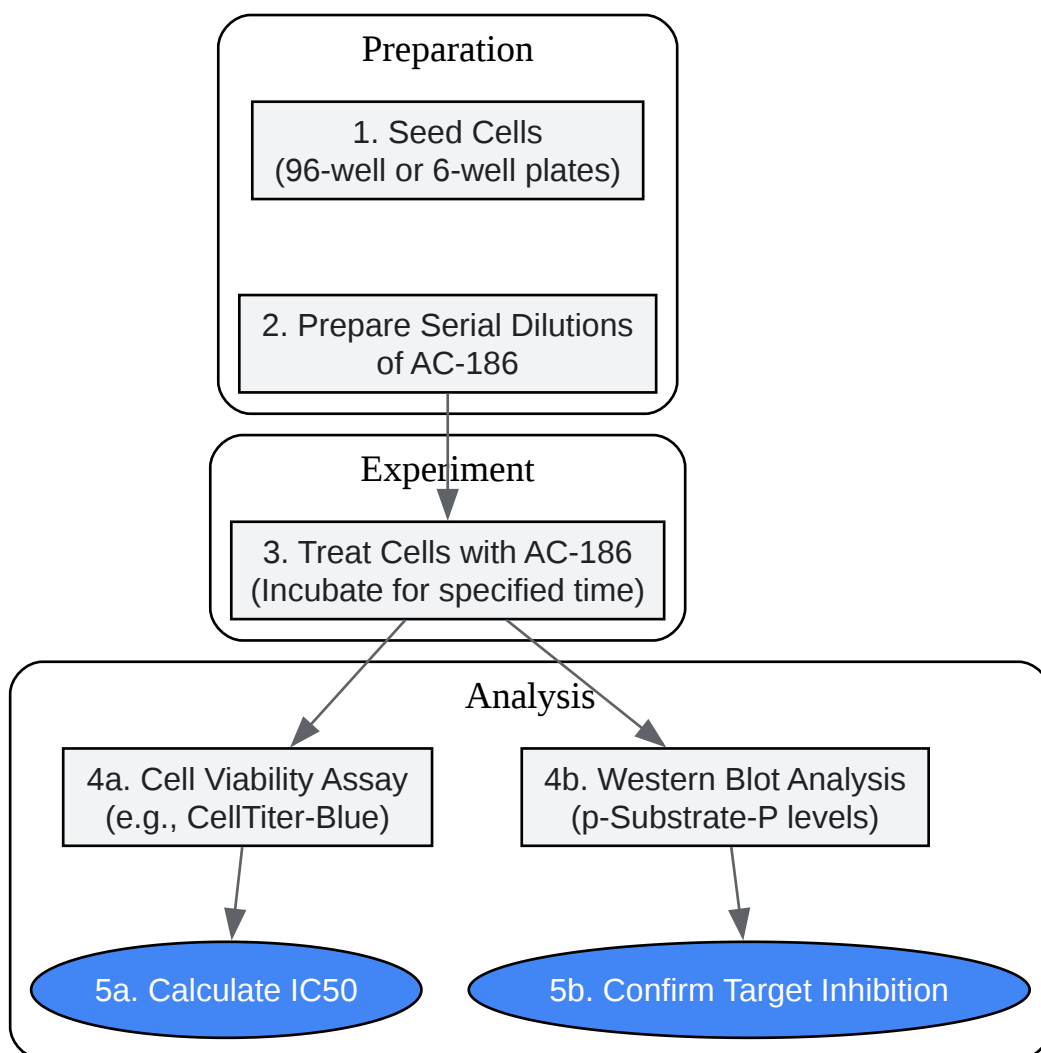 Preparation
1. Seed Cells
(96-well or 6-well plates)
2. Prepare Serial Dilutions
of AC-186
Experiment
3. Treat Cells with AC-186
(Incubate for specified time)
Analysis
4a. Cell Viability Assay
(e.g., CellTiter-Blue)
4b. Western Blot Analysis
(p-Substrate-P levels)
5a. Calculate IC50
5b. Confirm Target Inhibition